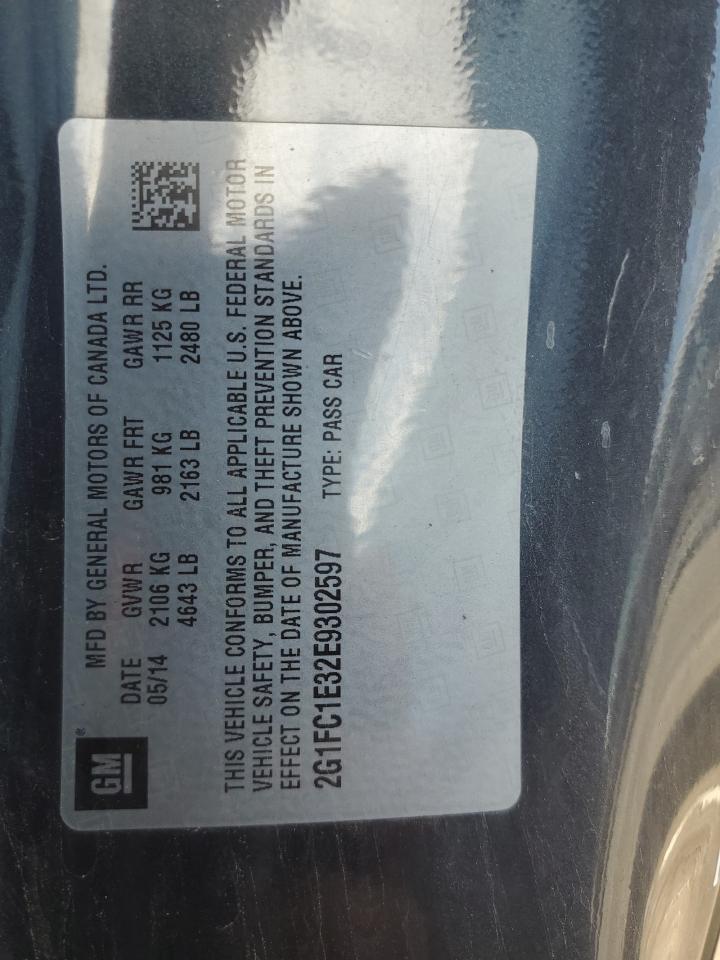 GM®
MFD BY GENERAL MOTORS OF CANADA LTD.
DATE GVWR GAWR FRT GAWR RR
05/14 2106 KG 981 KG 1125 KG
4643 LB 2163 LB 2480 LB
THIS VEHICLE CONFORMS TO ALL APPLICABLE U.S. FEDERAL MOTOR
VEHICLE SAFETY, BUMPER, AND THEFT PREVENTION STANDARDS IN
EFFECT ON THE DATE OF MANUFACTURE SHOWN ABOVE.
2G1FC1E32E9302597 TYPE: PASS CAR